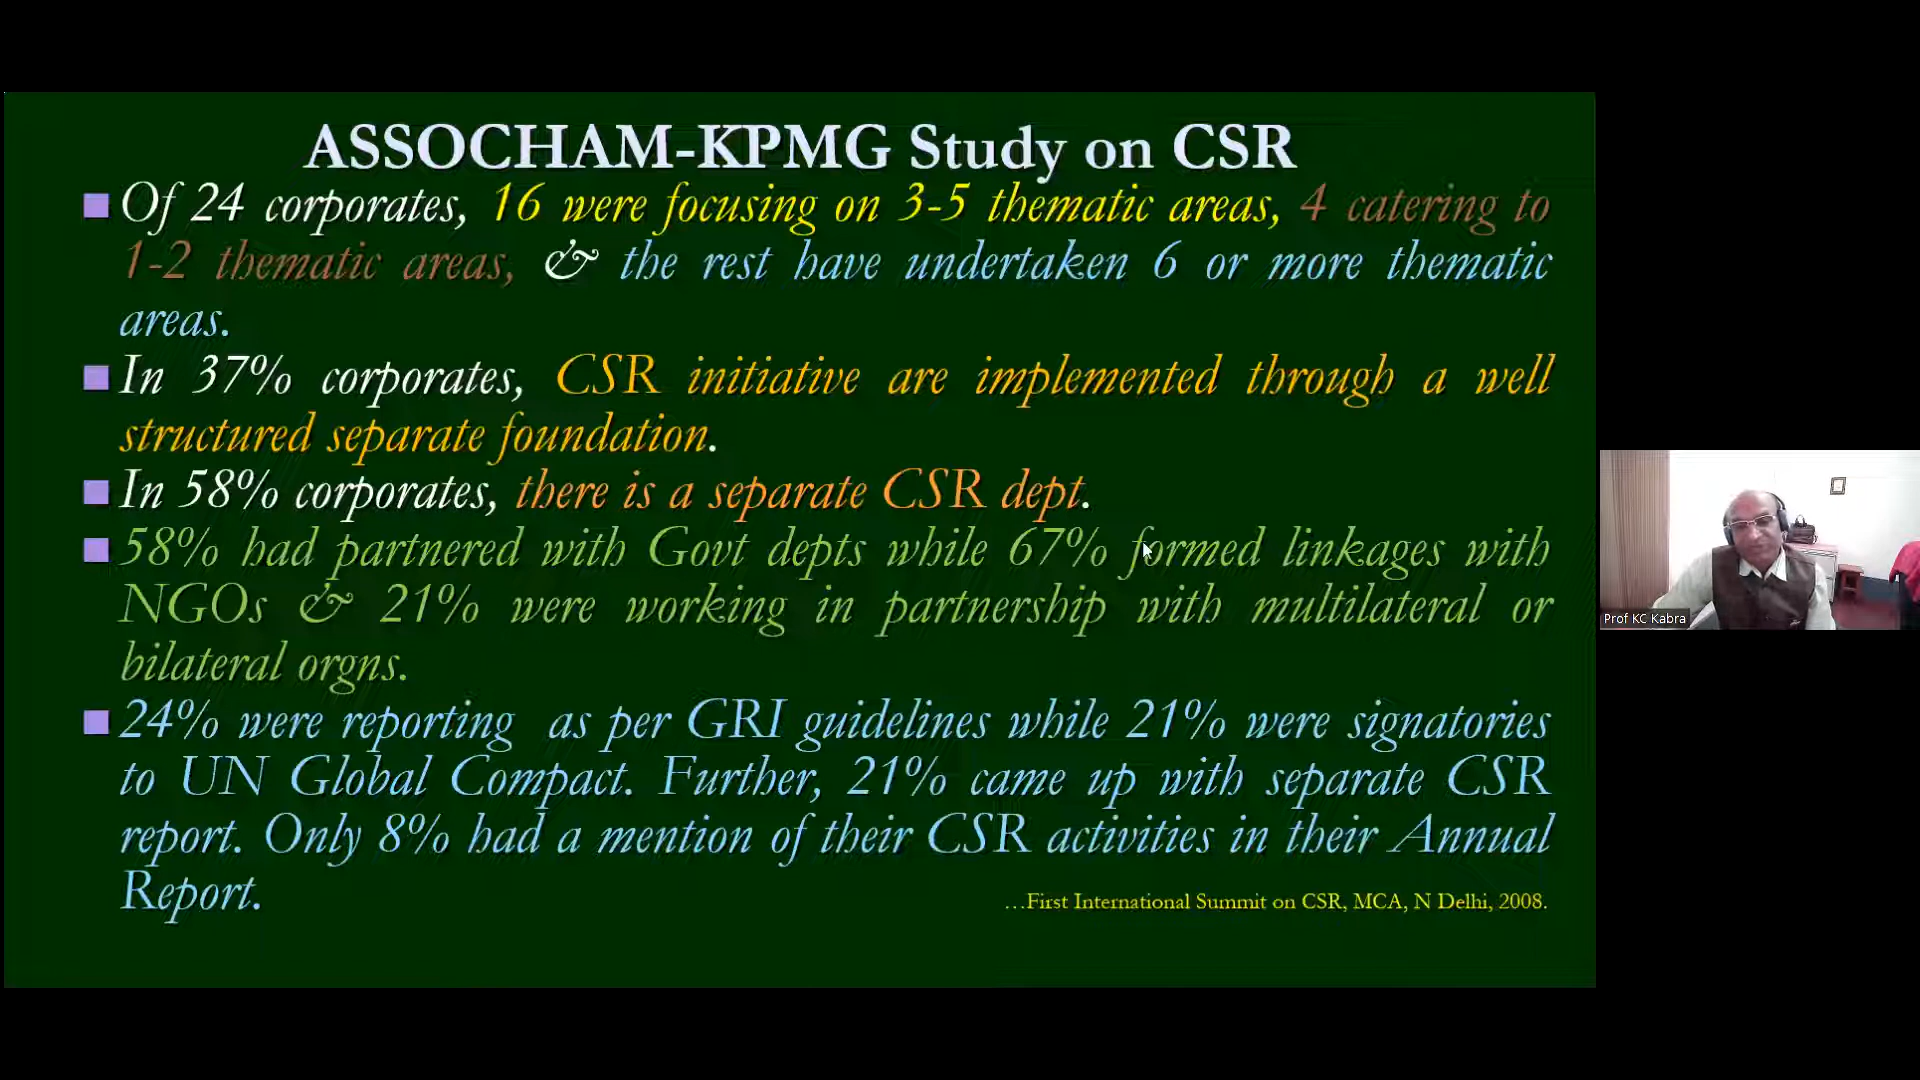 ASSOCHAM-KPMG Study on CSR
Of 24 corporates, 16 were focusing on 3-5 thematic areas, 4 catering to
1-2 thematic areas, & the rest have undertaken 6 or more thematic
areas.
In 37% corporates, CSR initiative are implemented through a well
structured separate foundation.
In 58% corporates, there is a separate CSR dept.
58% had partnered with Govt depts while 67% formed linkages with
NGOs & 21% were working in partnership with multilateral or
bilateral orgns.
24% were reporting as per GRI guidelines while 21% were signatories
to UN Global Compact. Further, 21% came up with separate CSR
report. Only 8% had a mention of their CSR activities in their Annual
Report.
…First International Summit on CSR, MCA, N Delhi, 2008.
Prof KC Kabra